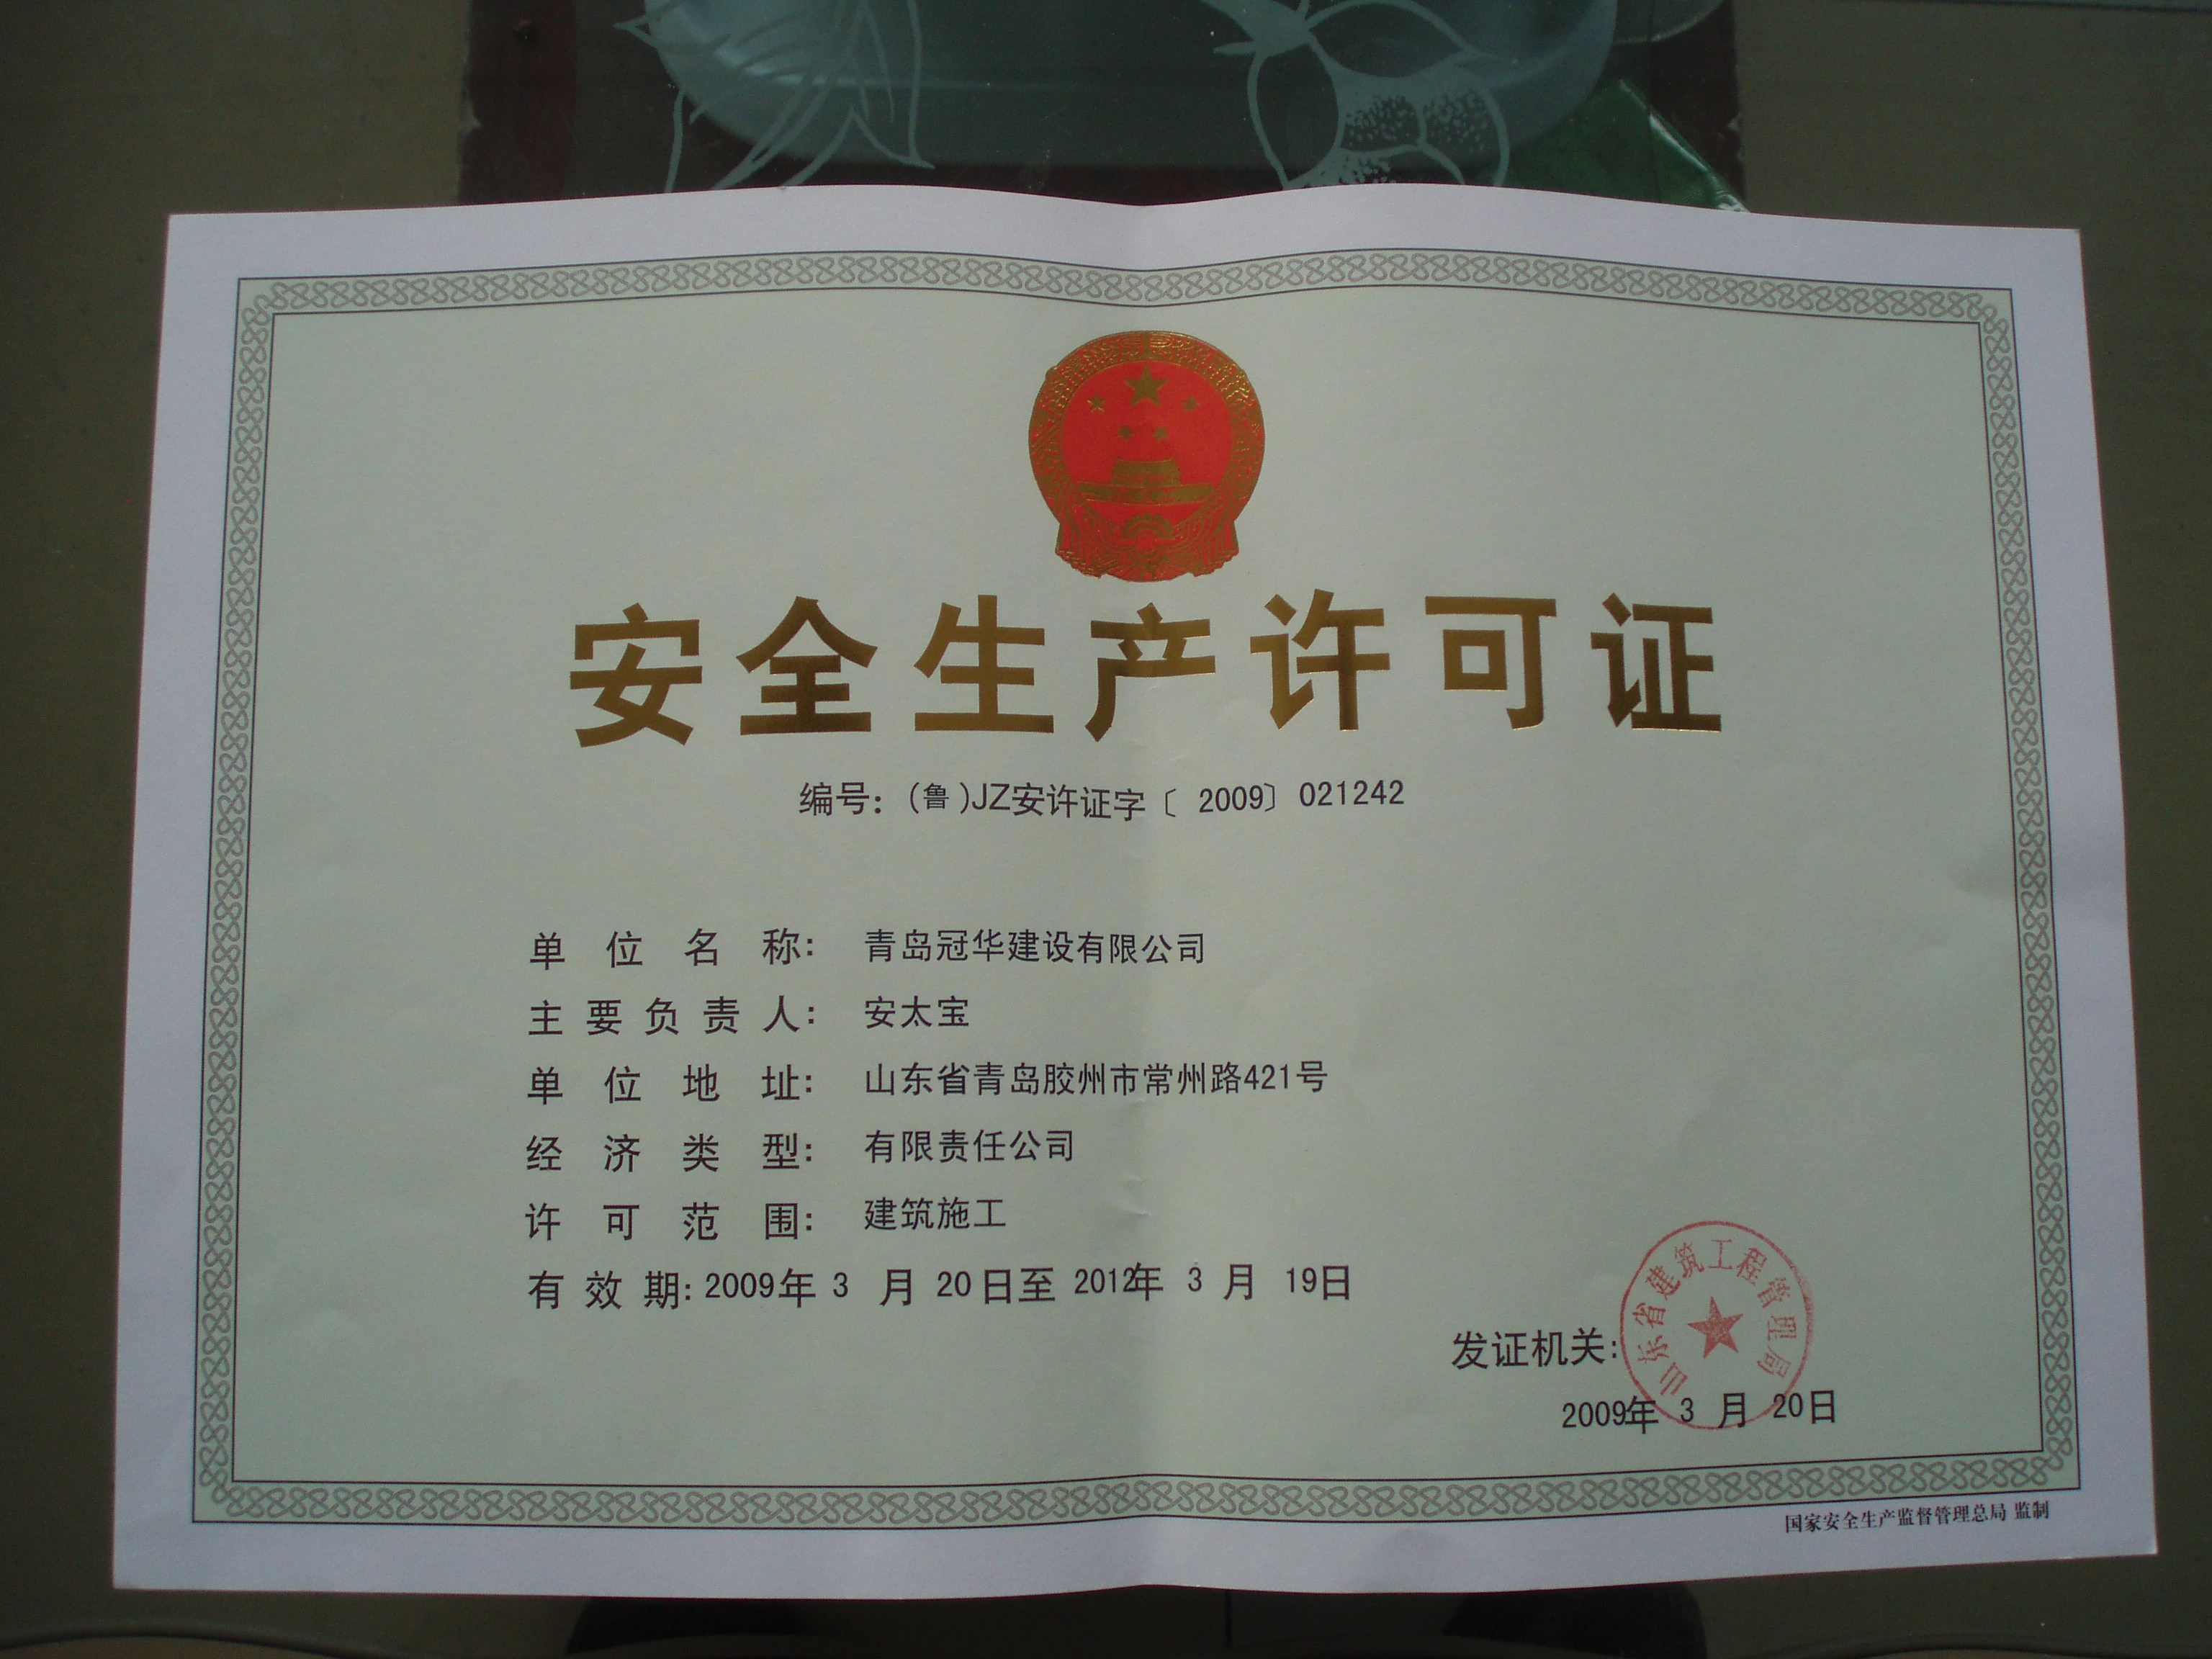 安全生产许可证
编号：（鲁）JZ安许证字〔 2009〕021242
单位名称：青岛冠华建设有限公司
主要负责人：安太宝
单位地址：山东省青岛胶州市常州路421号
经济类型：有限责任公司
许可范围：建筑施工
有效期：2009年 3 月 20日至 2012年 3 月 19日
发证机关：
山东省建筑工程管理局
2009年 3 月 20日
国家安全生产监督管理总局 监制